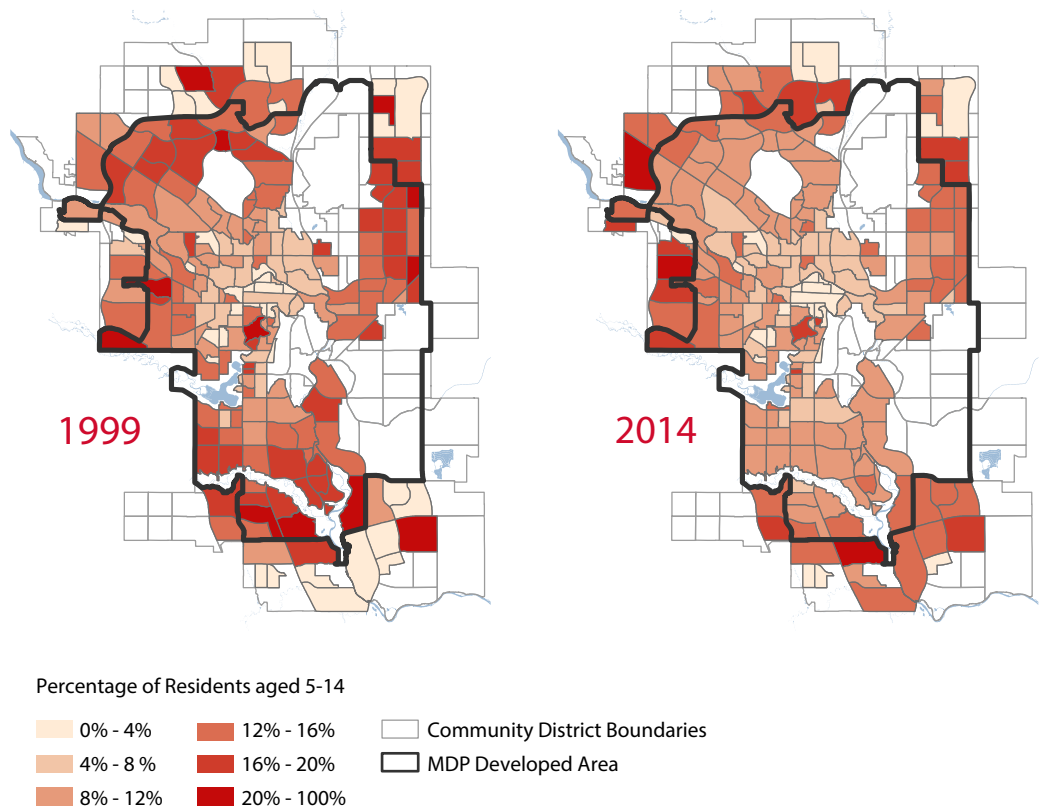 1999
2014
Percentage of Residents aged 5-14
0% - 4%
4% - 8 %
8% - 12%
12% - 16%
16% - 20%
20% - 100%
Community District Boundaries
MDP Developed Area